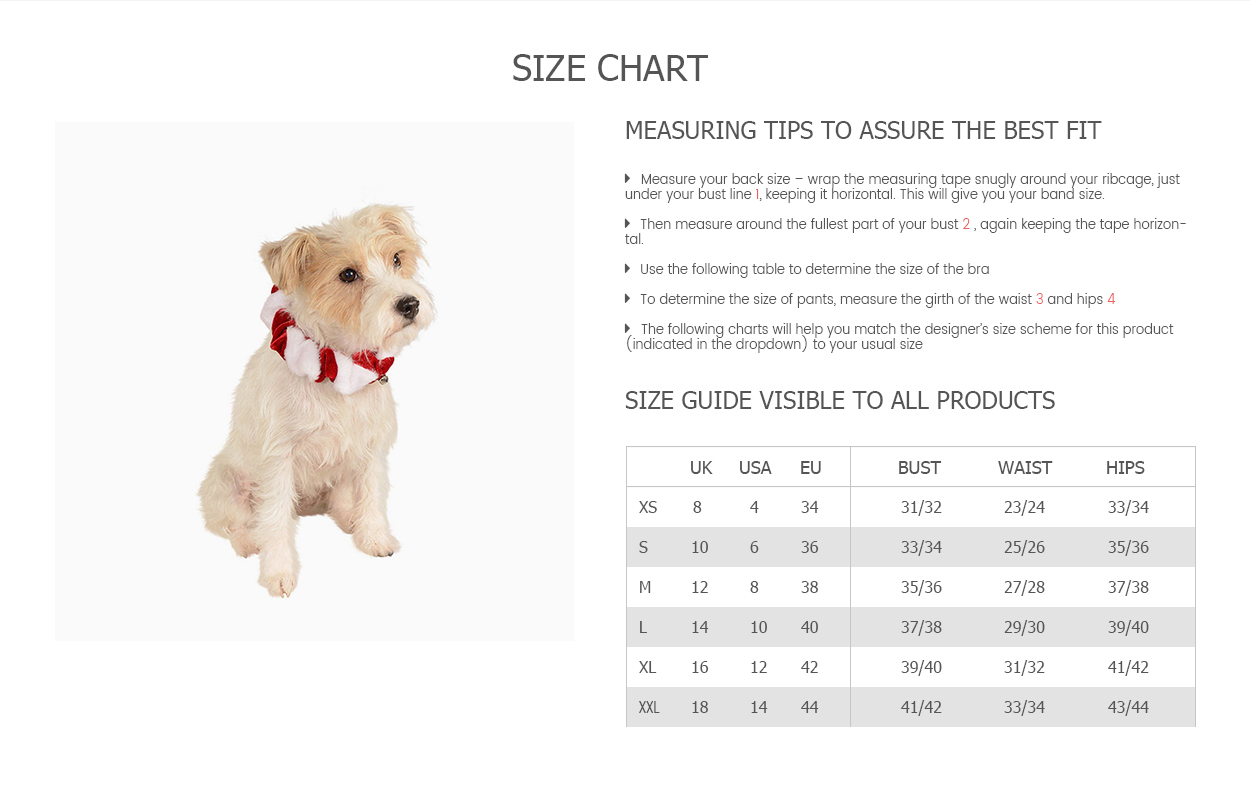 SIZE CHART
MEASURING TIPS TO ASSURE THE BEST FIT
Measure your back size – wrap the measuring tape snugly around your ribcage, just
under your bust line 1, keeping it horizontal. This will give you your band size.
Then measure around the fullest part of your bust 2 , again keeping the tape horizon-
tal.
Use the following table to determine the size of the bra
To determine the size of pants, measure the girth of the waist 3 and hips 4
The following charts will help you match the designer's size scheme for this product
(indicated in the dropdown) to your usual size
SIZE GUIDE VISIBLE TO ALL PRODUCTS
UK USA EU BUST WAIST HIPS
XS 8 4 34 31/32 23/24 33/34
S 10 6 36 33/34 25/26 35/36
M 12 8 38 35/36 27/28 37/38
L 14 10 40 37/38 29/30 39/40
XL 16 12 42 39/40 31/32 41/42
XXL 18 14 44 41/42 33/34 43/44